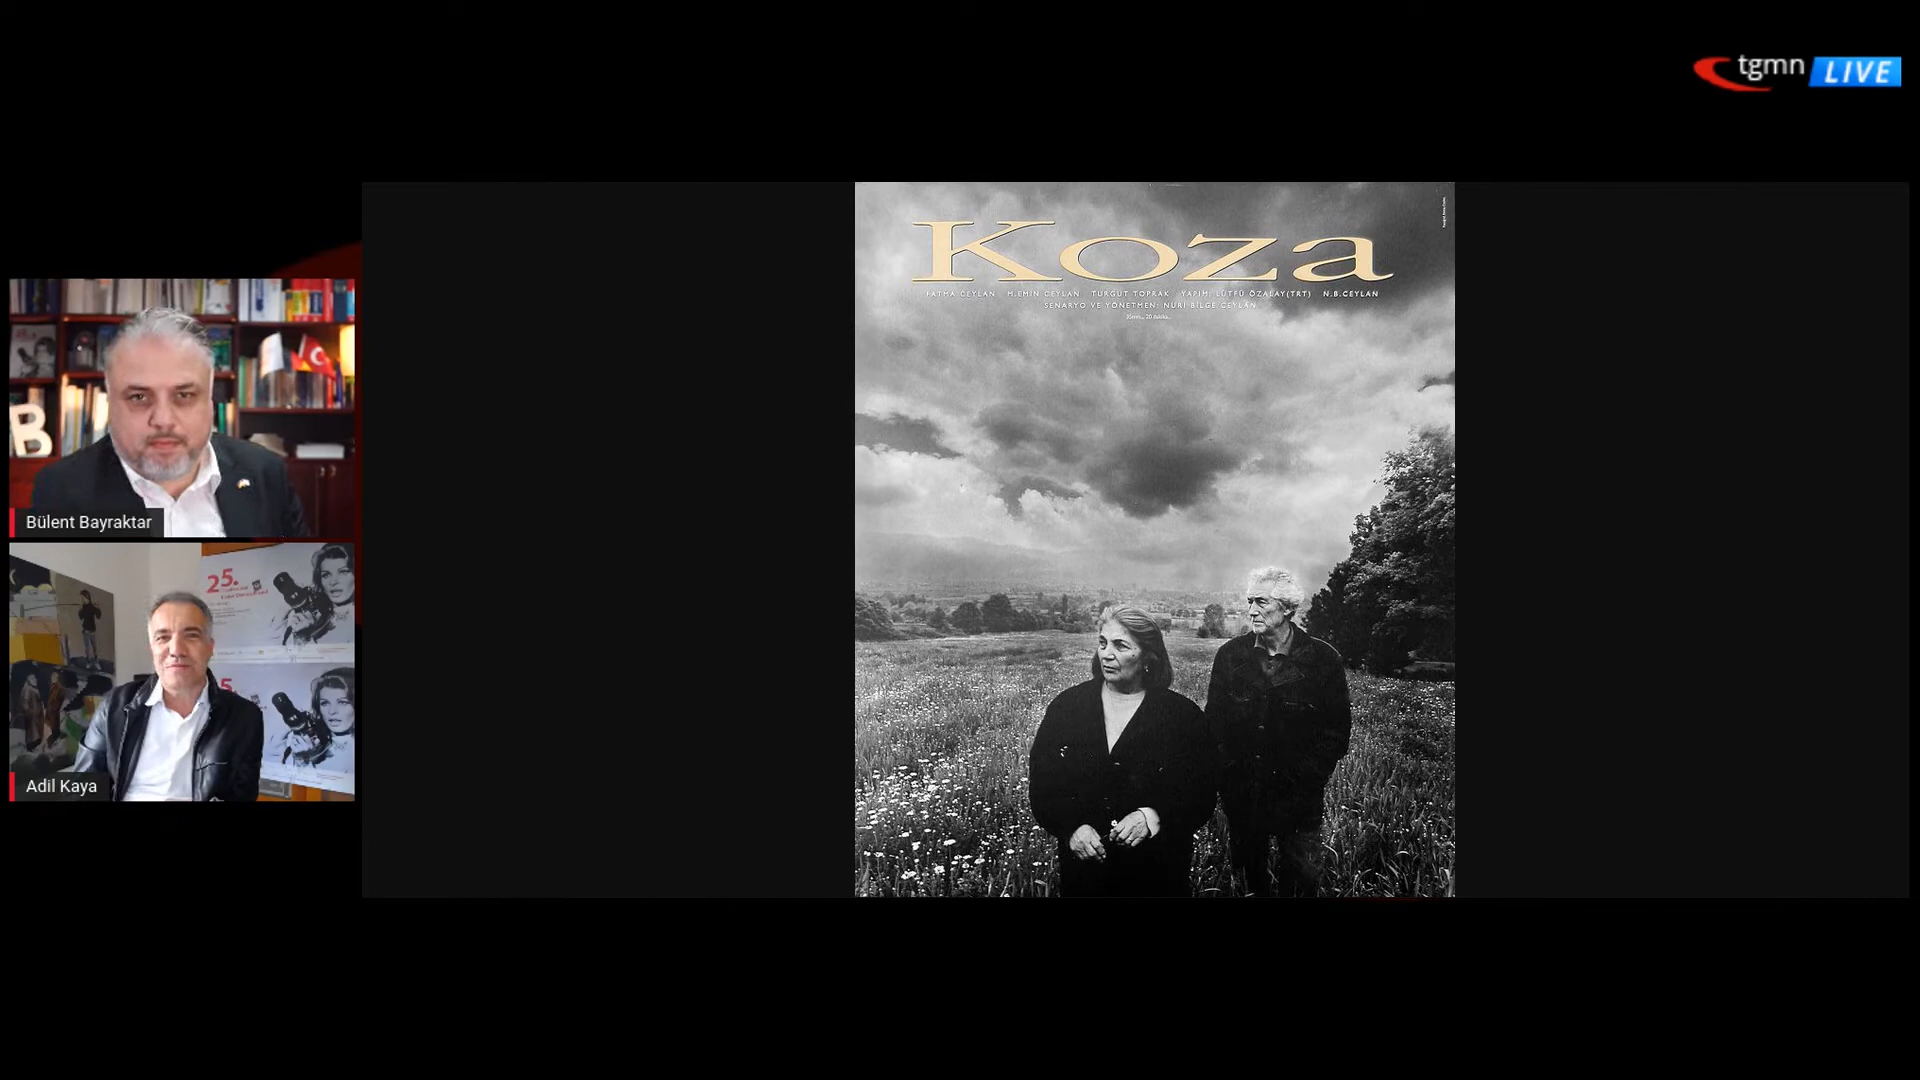 tgmn LIVE
Koza
FATMA CEYLAN M.EMİN CEYLAN TURGUT TOPRAK YAPIM: LÜTFÜ ÖZALAY(TRT) N.B.CEYLAN
SENARYO VE YÖNETMEN: NURİ BİLGE CEYLAN
B
Bülent Bayraktar
25.
Adil Kaya